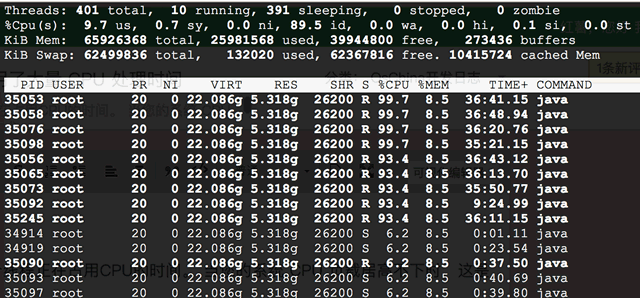 Threads: 401 total, 10 running, 391 sleeping, 0 stopped, 0 zombie
%Cpu(s): 9.7 us, 0.7 sy, 0.0 ni, 89.5 id, 0.0 wa, 0.0 hi, 0.1 si, 0.0 st
KiB Mem: 65926368 total, 25981568 used, 39944800 free, 273436 buffers
KiB Swap: 62499836 total, 132020 used, 62367816 free. 10415724 cached Mem
1条新评
PID USER PR NI VIRT RES SHR S %CPU %MEM TIME+ COMMAND
35053 root 20 0 22.086g 5.318g 26200 R 99.7 8.5 36:41.15 java
35058 root 20 0 22.086g 5.318g 26200 R 99.7 8.5 36:48.94 java
35076 root 20 0 22.086g 5.318g 26200 R 99.7 8.5 36:20.76 java
35098 root 20 0 22.086g 5.318g 26200 R 99.7 8.5 35:21.15 java
35056 root 20 0 22.086g 5.318g 26200 R 93.4 8.5 36:43.12 java
35065 root 20 0 22.086g 5.318g 26200 R 93.4 8.5 36:13.70 java
35073 root 20 0 22.086g 5.318g 26200 R 93.4 8.5 35:50.77 java
35092 root 20 0 22.086g 5.318g 26200 R 93.4 8.5 9:24.99 java
35245 root 20 0 22.086g 5.318g 26200 R 93.4 8.5 36:11.15 java
34914 root 20 0 22.086g 5.318g 26200 S 6.2 8.5 0:01.11 java
34919 root 20 0 22.086g 5.318g 26200 S 6.2 8.5 0:23.54 java
35090 root 20 0 22.086g 5.318g 26200 R 6.2 8.5 0:37.50 java
35093 root 20 0 22.086g 5.318g 26200 S 6.2 8.5 0:40.69 java
35097 root 20 0 22.086g 5.318g 26200 S 6.2 8.5 0:39.80 java